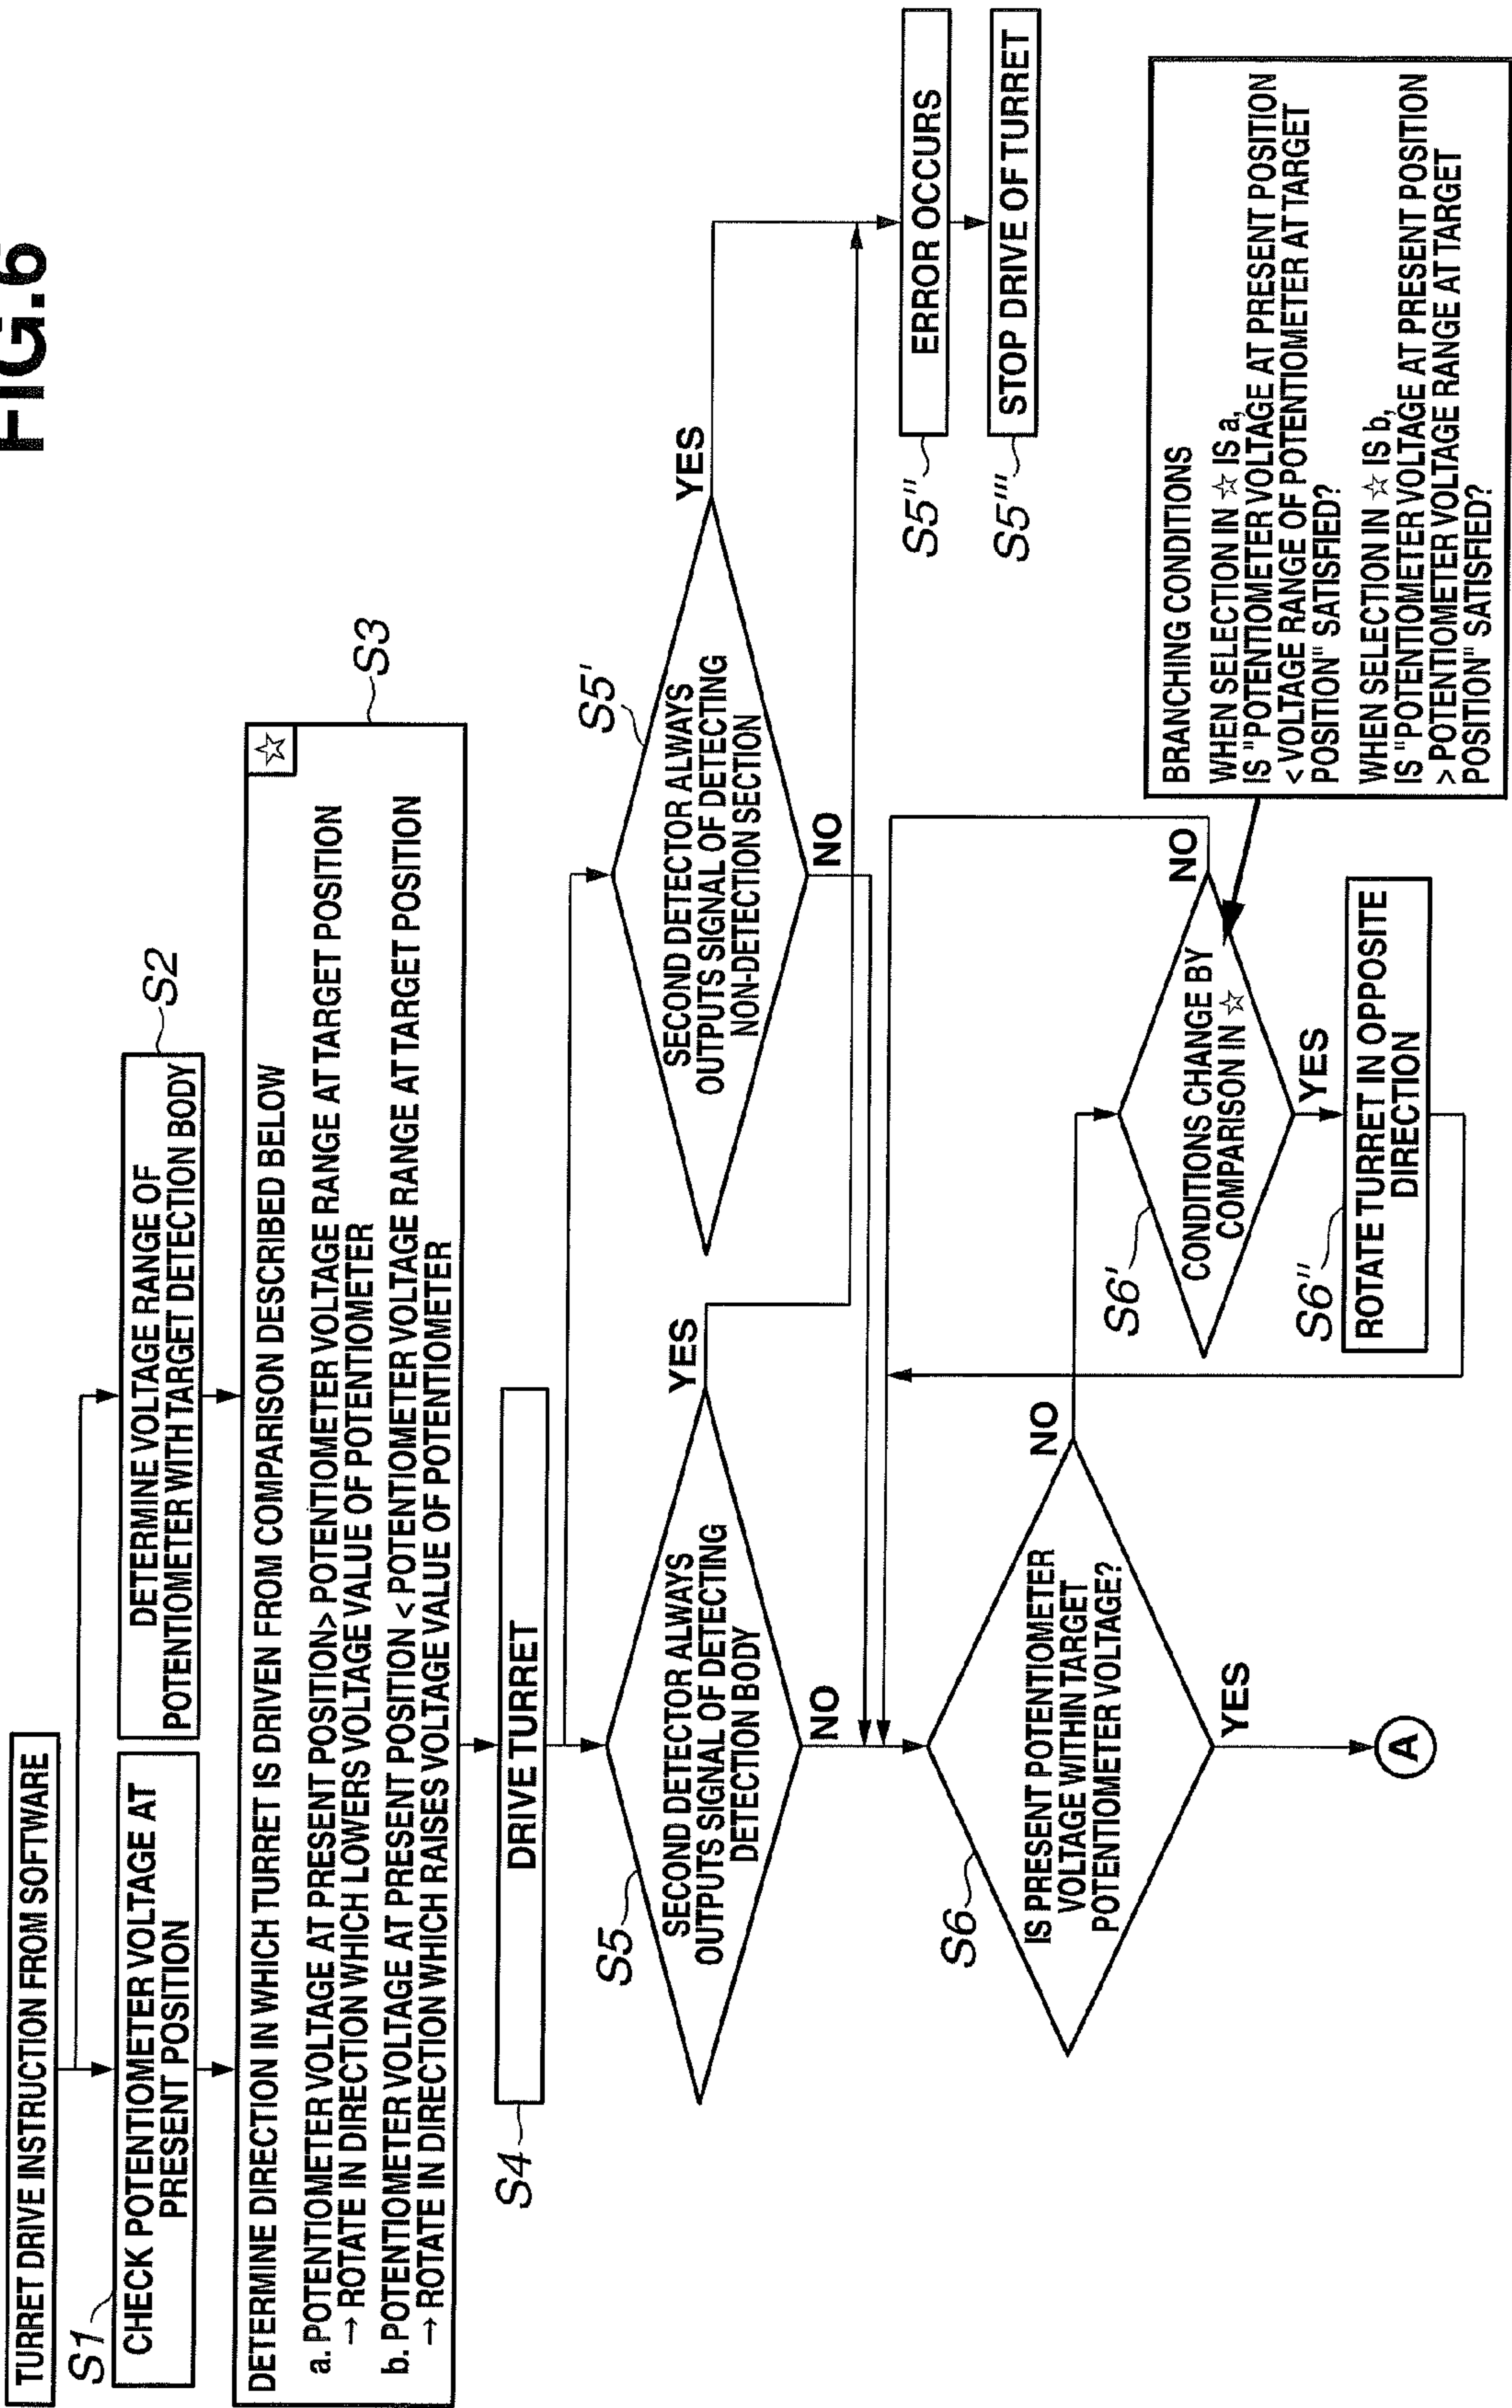 FIG.6
TURRET DRIVE INSTRUCTION FROM SOFTWARE
S1
CHECK POTENTIOMETER VOLTAGE AT
PRESENT POSITION
S2
DETERMINE VOLTAGE RANGE OF
POTENTIOMETER WITH TARGET DETECTION BODY
S3
☆
DETERMINE DIRECTION IN WHICH TURRET IS DRIVEN FROM COMPARISON DESCRIBED BELOW
a. POTENTIOMETER VOLTAGE AT PRESENT POSITION > POTENTIOMETER VOLTAGE RANGE AT TARGET POSITION
→ ROTATE IN DIRECTION WHICH LOWERS VOLTAGE VALUE OF POTENTIOMETER
b. POTENTIOMETER VOLTAGE AT PRESENT POSITION < POTENTIOMETER VOLTAGE RANGE AT TARGET POSITION
→ ROTATE IN DIRECTION WHICH RAISES VOLTAGE VALUE OF POTENTIOMETER
S4
DRIVE TURRET
S5
SECOND DETECTOR ALWAYS
OUTPUTS SIGNAL OF DETECTING
DETECTION BODY
YES
NO
S5'
SECOND DETECTOR ALWAYS
OUTPUTS SIGNAL OF DETECTING
NON-DETECTION SECTION
YES
NO
S5''
ERROR OCCURS
S5'''
STOP DRIVE OF TURRET
S6
IS PRESENT POTENTIOMETER
VOLTAGE WITHIN TARGET
POTENTIOMETER VOLTAGE?
NO
YES
A
S6'
CONDITIONS CHANGE BY
COMPARISON IN ☆
NO
YES
S6''
ROTATE TURRET IN OPPOSITE
DIRECTION
BRANCHING CONDITIONS
WHEN SELECTION IN ☆ IS a,
IS "POTENTIOMETER VOLTAGE AT PRESENT POSITION
< VOLTAGE RANGE OF POTENTIOMETER AT TARGET
POSITION" SATISFIED?
WHEN SELECTION IN ☆ IS b,
IS "POTENTIOMETER VOLTAGE AT PRESENT POSITION
> POTENTIOMETER VOLTAGE RANGE AT TARGET
POSITION" SATISFIED?